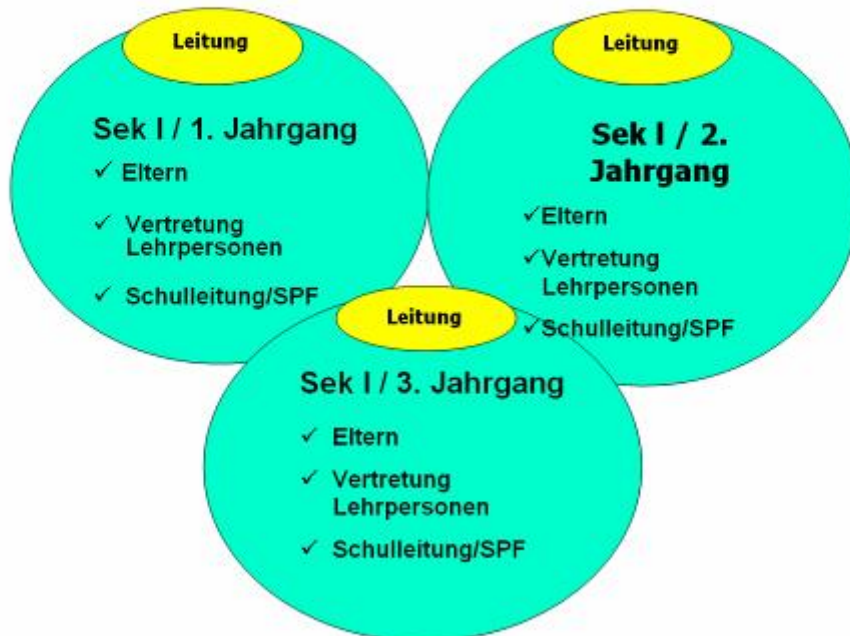 Leitung
Sek I / 1. Jahrgang
✓ Eltern
✓ Vertretung
Lehrpersonen
✓ Schulleitung/SPF
Leitung
Sek I / 2.
Jahrgang
✓Eltern
✓Vertretung
Lehrpersonen
✓Schulleitung/SPF
Leitung
Sek I / 3. Jahrgang
✓ Eltern
✓ Vertretung
Lehrpersonen
✓ Schulleitung/SPF